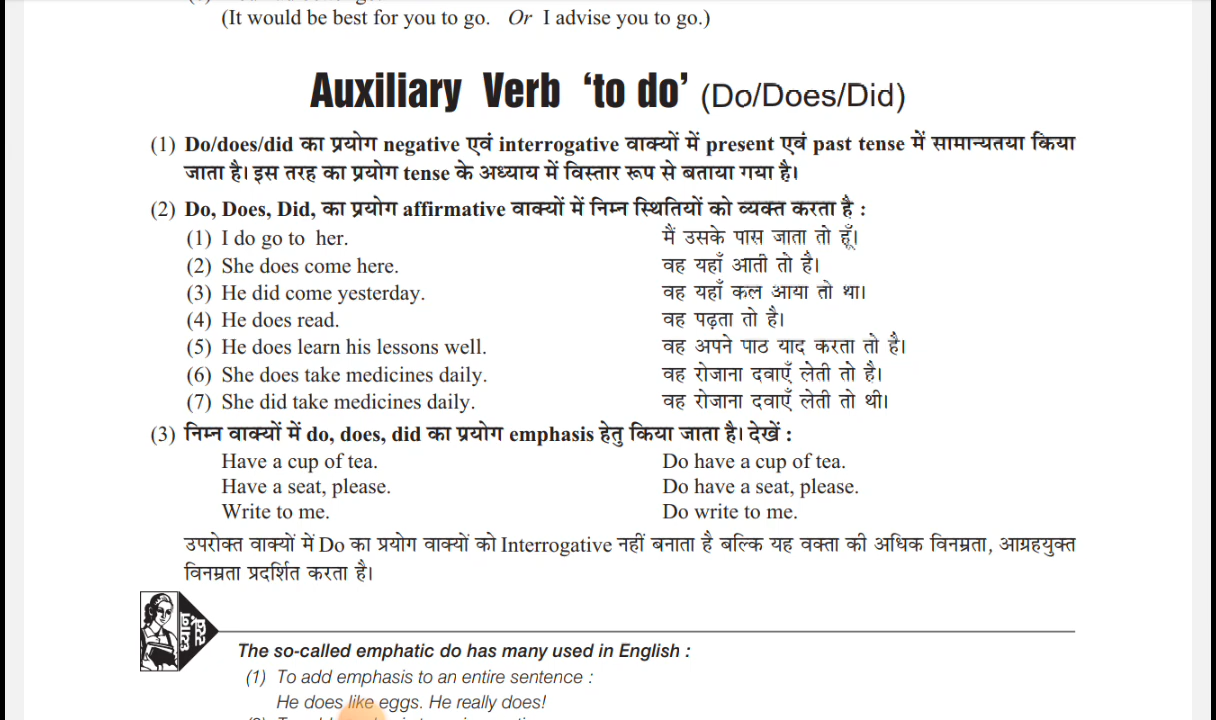 (It would be best for you to go. Or I advise you to go.)
Auxiliary Verb ‘to do’ (Do/Does/Did)
(1) Do/does/did का प्रयोग negative एवं interrogative वाक्यों में present एवं past tense में सामान्यतया किया
जाता है। इस तरह का प्रयोग tense के अध्याय में विस्तार रूप से बताया गया है।
(2) Do, Does, Did, का प्रयोग affirmative वाक्यों में निम्न स्थितियों को व्यक्त करता है :
(1) I do go to her. मैं उसके पास जाता तो हूँ।
(2) She does come here. वह यहाँ आती तो है।
(3) He did come yesterday. वह यहाँ कल आया तो था।
(4) He does read. वह पढ़ता तो है।
(5) He does learn his lessons well. वह अपने पाठ याद करता तो है।
(6) She does take medicines daily. वह रोजाना दवाएँ लेती तो है।
(7) She did take medicines daily. वह रोजाना दवाएँ लेती तो थी।
(3) निम्न वाक्यों में do, does, did का प्रयोग emphasis हेतु किया जाता है। देखें :
Have a cup of tea. Do have a cup of tea.
Have a seat, please. Do have a seat, please.
Write to me. Do write to me.
उपरोक्त वाक्यों में Do का प्रयोग वाक्यों को Interrogative नहीं बनाता है बल्कि यह वक्ता की अधिक विनम्रता, आग्रहयुक्त
विनम्रता प्रदर्शित करता है।
ध्यान
रखें
The so-called emphatic do has many used in English :
(1) To add emphasis to an entire sentence :
He does like eggs. He really does!